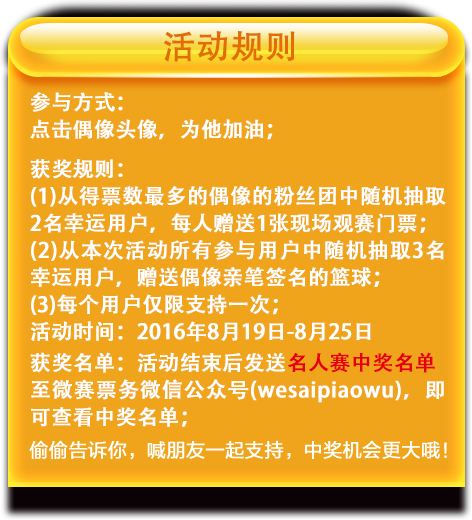 活动规则
参与方式：
点击偶像头像，为他加油；
获奖规则：
(1)从得票数最多的偶像的粉丝团中随机抽取
2名幸运用户，每人赠送1张现场观赛门票；
(2)从本次活动所有参与用户中随机抽取3名
幸运用户，赠送偶像亲笔签名的篮球；
(3)每个用户仅限支持一次；
活动时间：2016年8月19日-8月25日
获奖名单：活动结束后发送名人赛中奖名单
至微赛票务微信公众号(wesaipiaowu)，即
可查看中奖名单；
偷偷告诉你，喊朋友一起支持，中奖机会更大哦！